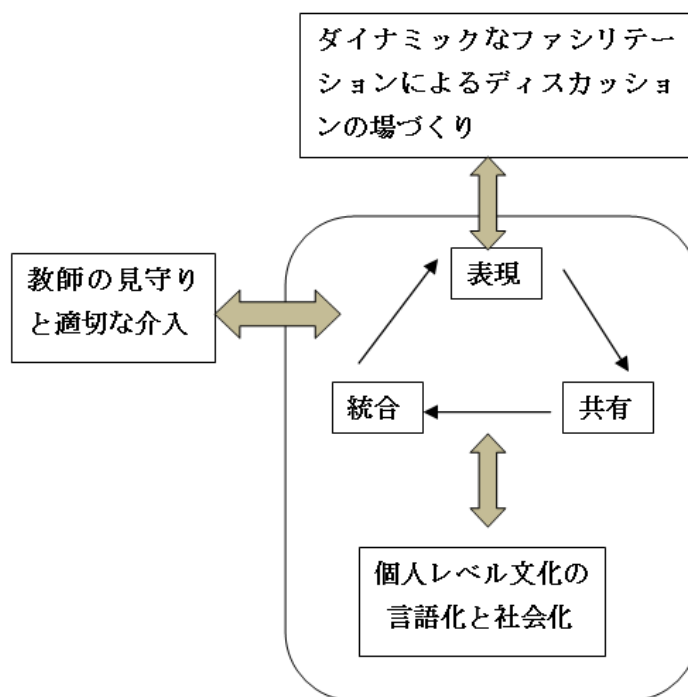 ダイナミックなファシリテー
ションによるディスカッショ
ンの場づくり
教師の見守り
と適切な介入
表現
統合
共有
個人レベル文化の
言語化と社会化